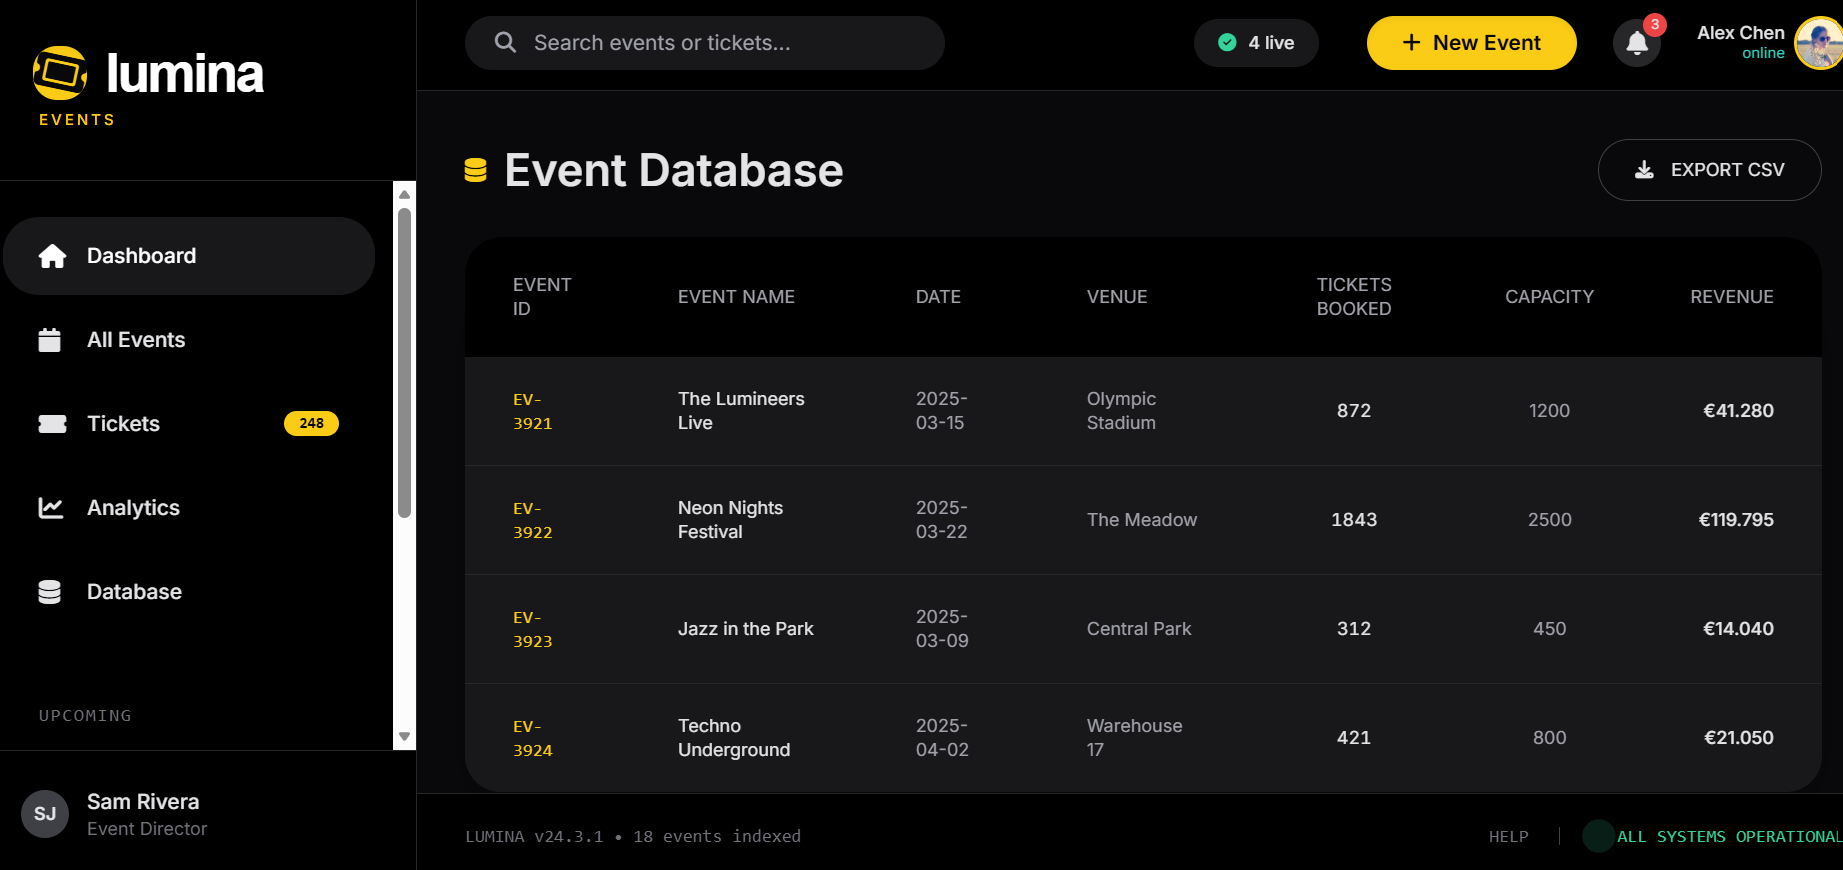 lumina
EVENTS
Dashboard
All Events
Tickets
248
Analytics
Database
UPCOMING
SJ
Sam Rivera
Event Director
Search events or tickets...
4 live
+ New Event
3
Alex Chen
online
Event Database
EXPORT CSV
EVENT
ID
EVENT NAME
DATE
VENUE
TICKETS
BOOKED
CAPACITY
REVENUE
EV-
3921
The Lumineers
Live
2025-
03-15
Olympic
Stadium
872
1200
€41.280
EV-
3922
Neon Nights
Festival
2025-
03-22
The Meadow
1843
2500
€119.795
EV-
3923
Jazz in the Park
2025-
03-09
Central Park
312
450
€14.040
EV-
3924
Techno
Underground
2025-
04-02
Warehouse
17
421
800
€21.050
LUMINA v24.3.1 • 18 events indexed
HELP
ALL SYSTEMS OPERATIONAL